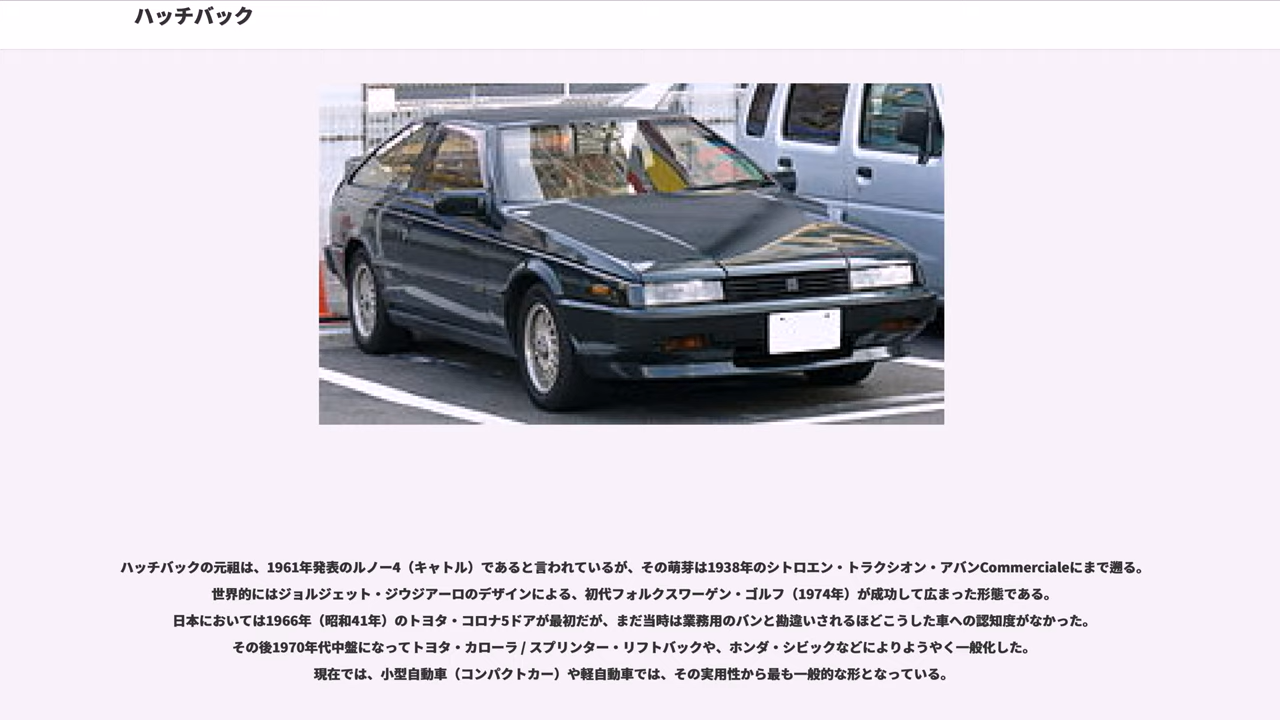 ハッチバック
ハッチバックの元祖は、1961年発表のルノー4（キャトル）であると言われているが、その萌芽は1938年のシトロエン・トラクシオン・アバンCommercialeにまで遡る。
世界的にはジョルジェット・ジウジアーロのデザインによる、初代フォルクスワーゲン・ゴルフ（1974年）が成功して広まった形態である。
日本においては1966年（昭和41年）のトヨタ・コロナ5ドアが最初だが、まだ当時は業務用のバンと勘違いされるほどこうした車への認知度がなかった。
その後1970年代中盤になってトヨタ・カローラ / スプリンター・リフトバックや、ホンダ・シビックなどによりようやく一般化した。
現在では、小型自動車（コンパクトカー）や軽自動車では、その実用性から最も一般的な形となっている。